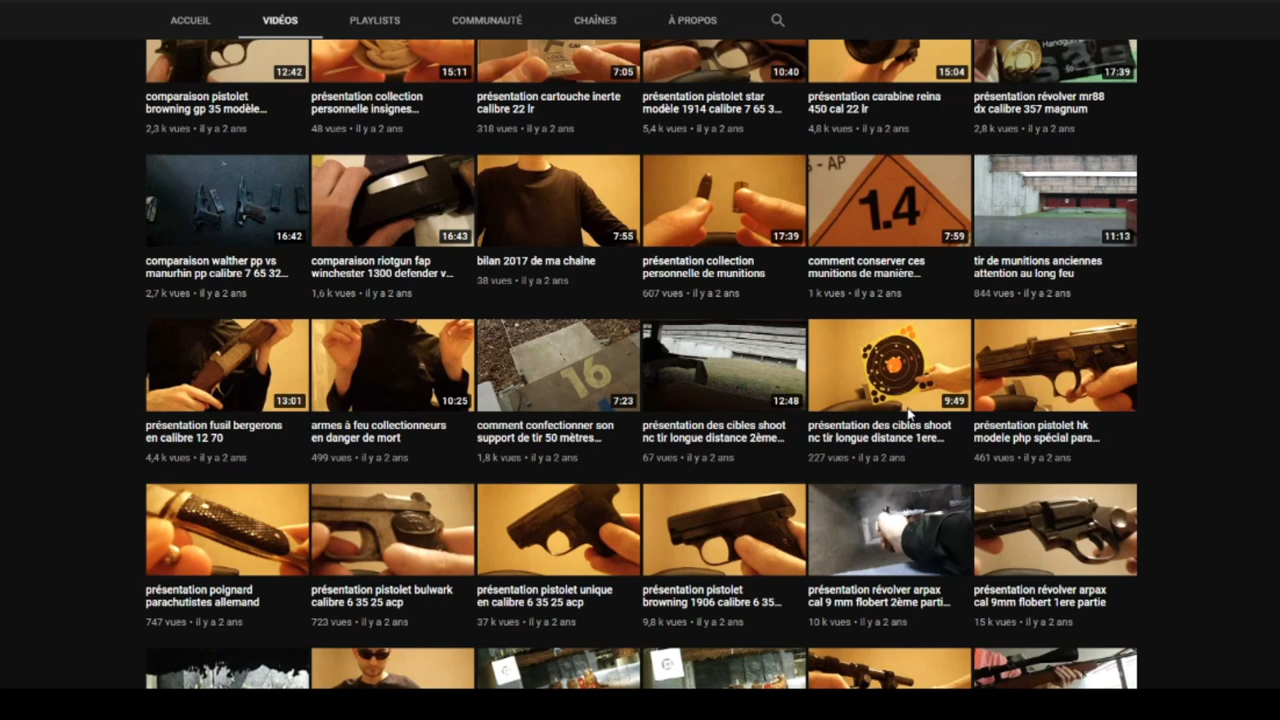 ACCUEIL VIDÉOS PLAYLISTS COMMUNAUTÉ CHAÎNES À PROPOS
12:42 15:11 7:05 10:40 15:04 17:39
comparaison pistolet
browning gp 35 modèle...
2,3 k vues • il y a 2 ans
présentation collection
personnelle insignes...
48 vues • il y a 2 ans
présentation cartouche inerte
calibre 22 lr
318 vues • il y a 2 ans
présentation pistolet star
modèle 1914 calibre 7 65 3...
5,4 k vues • il y a 2 ans
présentation carabine reina
450 cal 22 lr
4,8 k vues • il y a 2 ans
Handgun
présentation révolver mr88
dx calibre 357 magnum
2,8 k vues • il y a 2 ans
16:42
comparaison walther pp vs
manurhin pp calibre 7 65 32...
2,7 k vues • il y a 2 ans
16:43
comparaison riotgun fap
winchester 1300 defender v...
1,6 k vues • il y a 2 ans
7:55
bilan 2017 de ma chaîne
38 vues • il y a 2 ans
17:39
présentation collection
personnelle de munitions
607 vues • il y a 2 ans
S - AP
1.4
7:59
comment conserver ces
munitions de manière...
1 k vues • il y a 2 ans
11:13
tir de munitions anciennes
attention au long feu
844 vues • il y a 2 ans
13:01
présentation fusil bergerons
en calibre 12 70
4,4 k vues • il y a 2 ans
10:25
armes à feu collectionneurs
en danger de mort
499 vues • il y a 2 ans
16
7:23
comment confectionner son
support de tir 50 mètres...
1,8 k vues • il y a 2 ans
12:48
présentation des cibles shoot
nc tir longue distance 2ème...
67 vues • il y a 2 ans
9:49
présentation des cibles shoot
nc tir longue distance 1ere...
227 vues • il y a 2 ans
présentation pistolet hk
modele php spécial para...
461 vues • il y a 2 ans
présentation poignard
parachutistes allemand
747 vues • il y a 2 ans
présentation pistolet bulwark
calibre 6 35 25 acp
723 vues • il y a 2 ans
présentation pistolet unique
en calibre 6 35 25 acp
37 k vues • il y a 2 ans
présentation pistolet
browning 1906 calibre 6 35...
9,8 k vues • il y a 2 ans
présentation révolver arpax
cal 9 mm flobert 2ème parti...
10 k vues • il y a 2 ans
présentation révolver arpax
cal 9mm flobert 1ere partie
15 k vues • il y a 2 ans